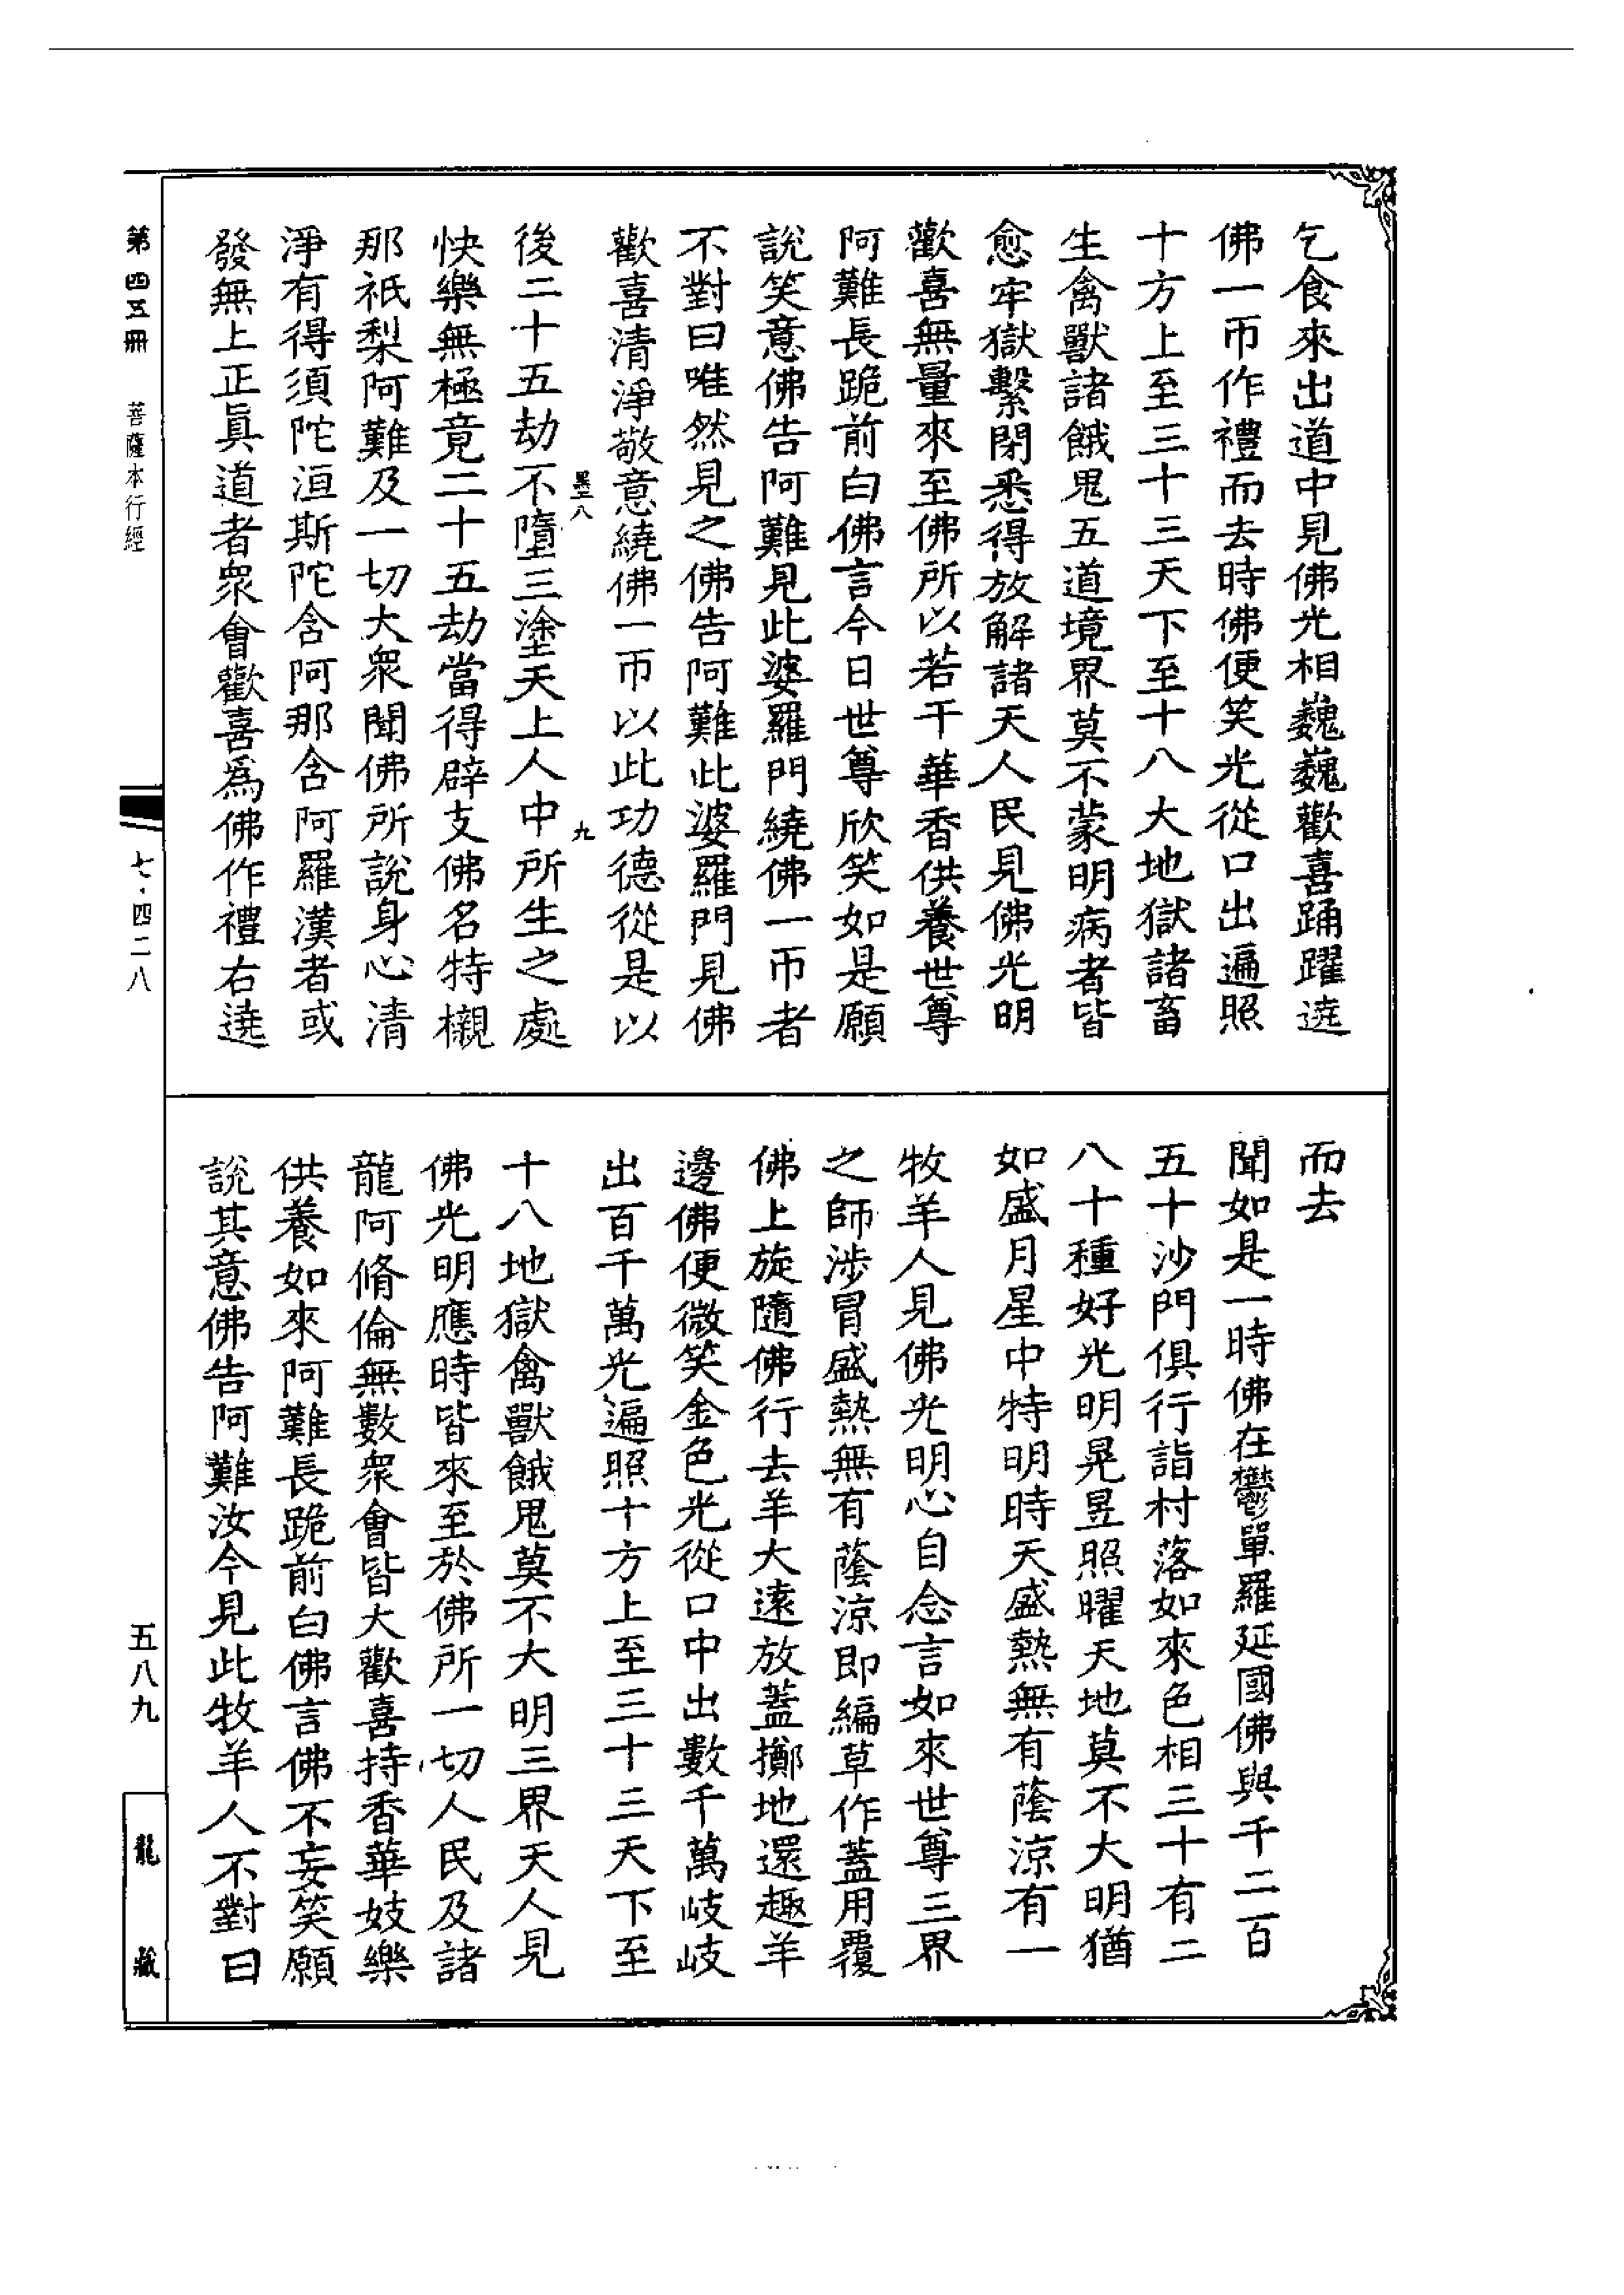 乞食來出道中見佛光相巍巍歡喜踊躍遶
佛一帀作禮而去時佛便笑光從口出遍照
十方上至三十三天下至十八大地獄諸畜
生禽獸諸餓鬼五道境界莫不蒙明病者皆
愈牢獄繫閉悉得放解諸天人民見佛光明
歡喜無量來至佛所以若干華香供養世尊
阿難長跪前白佛言今日世尊欣笑如是願
說笑意佛告阿難見此婆羅門繞佛一帀者
不對曰唯然見之佛告阿難此婆羅門見佛
歡喜清淨敬意繞佛一帀以此功德從是以
墨八 九
後二十五劫不墮三塗天上人中所生之處
快樂無極竟二十五劫當得辟支佛名特櫬
那祇梨阿難及一切大衆聞佛所說身心清
淨有得須陀洹斯陀含阿那含阿羅漢者或
發無上正眞道者衆會歡喜爲佛作禮右遶
而去
聞如是一時佛在鬱單羅延國佛與千二百
五十沙門俱行詣村落如來色相三十有二
八十種好光明晃昱照曜天地莫不大明猶
如盛月星中特明時天盛熱無有蔭涼有一
牧羊人見佛光明心自念言如來世尊三界
之師涉冒盛熱無有蔭涼即編草作蓋用覆
佛上旋隨佛行去羊大遠放蓋擲地還趣羊
邊佛便微笑金色光從口中出數千萬岐岐
出百千萬光遍照十方上至三十三天下至
十八地獄禽獸餓鬼莫不大明三界天人見
佛光明應時皆來至於佛所一切人民及諸
龍阿脩倫無數衆會皆大歡喜持香華妓樂
供養如來阿難長跪前白佛言佛不妄笑願
說其意佛告阿難汝今見此牧羊人不對曰
第四五冊 菩薩本行經 七·四二八 五八九 龍藏